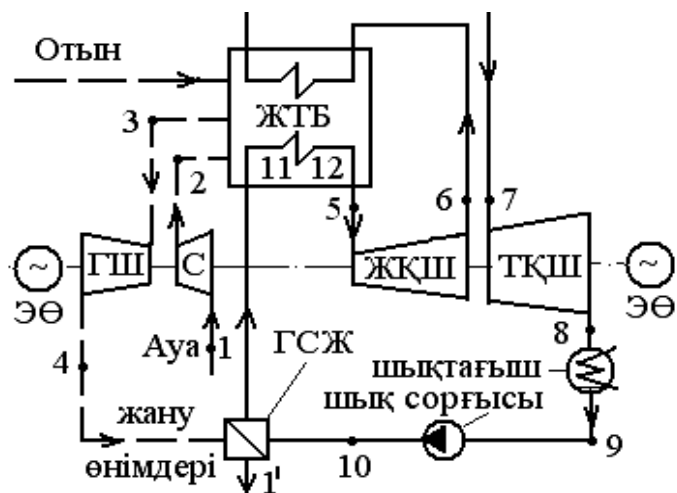 Отын
3
ЖТБ
2
11 12
5
6
7
~
ГШ
С
ЖҚШ
ТҚШ
~
ЭӨ
ЭӨ
4
Ауа 1
ГСЖ
8
шықтағыш
шық сорғысы
жану
өнімдері
1'
10
9